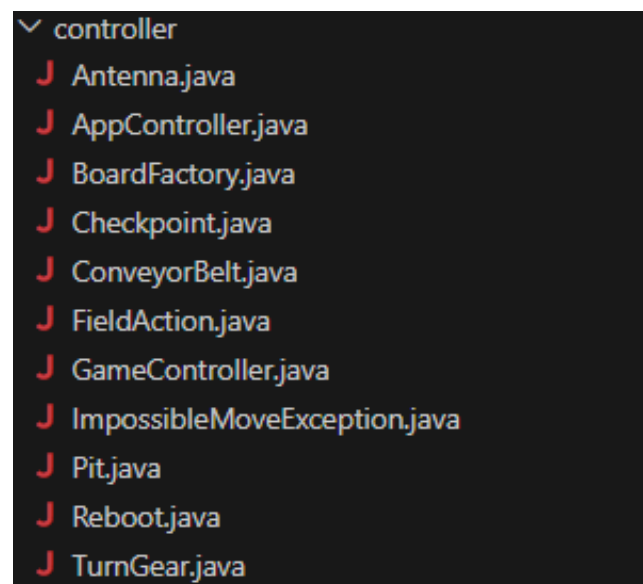 controller
J Antenna.java
J AppController.java
J BoardFactory.java
J Checkpoint.java
J ConveyorBelt.java
J FieldAction.java
J GameController.java
J ImpossibleMoveException.java
J Pit.java
J Reboot.java
J TurnGear.java